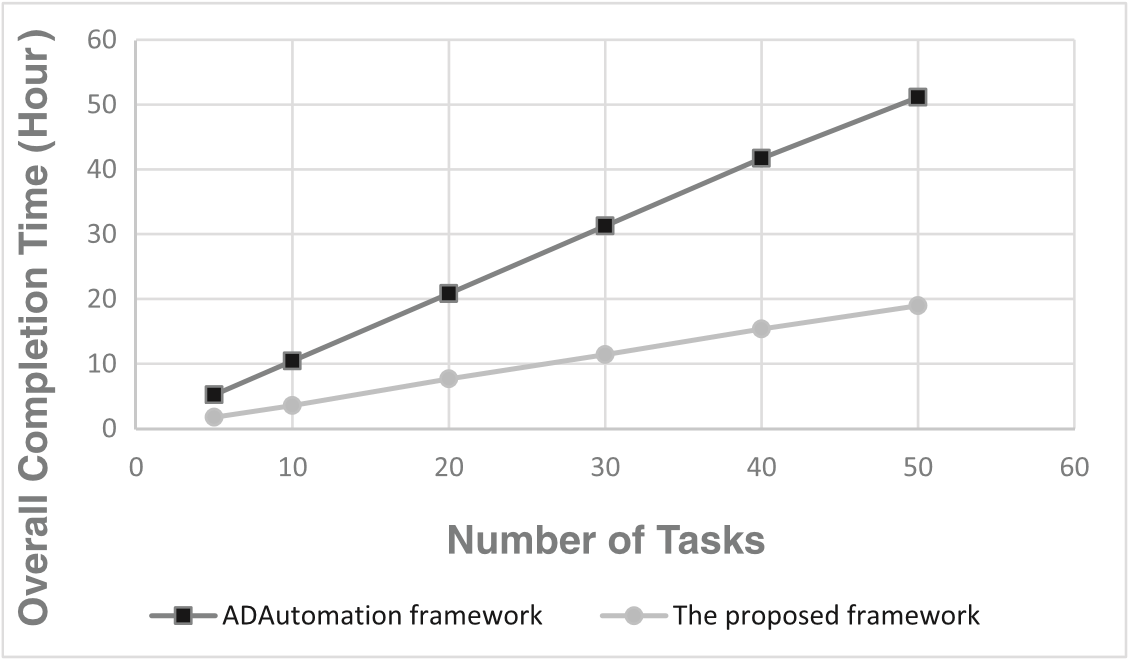 Overall Completion Time (Hour )
60
50
40
30
20
10
0
0 10 20 30 40 50 60
Number of Tasks
ADAutomation framework The proposed framework